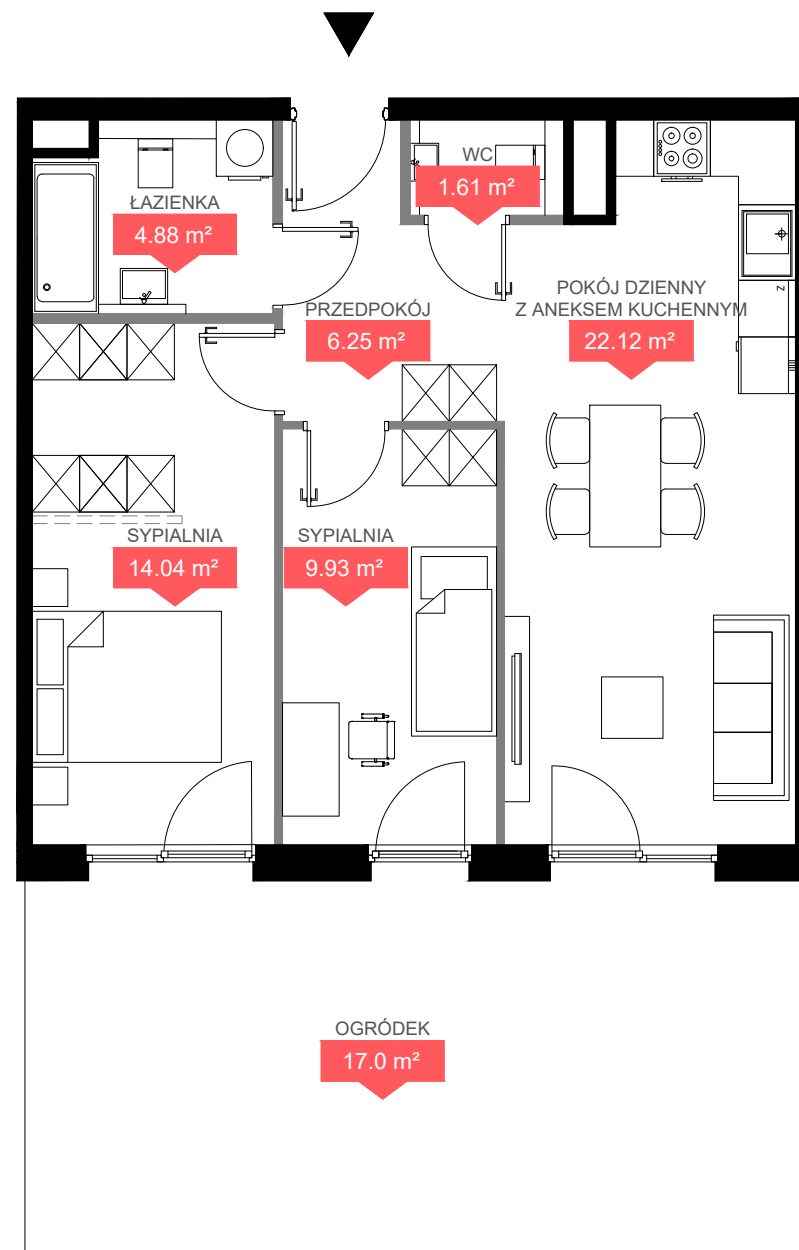 WC
1.61 m²
ŁAZIENKA
4.88 m²
POKÓJ DZIENNY
Z ANEKSEM KUCHENNYM
22.12 m²
Z
PRZEDPOKÓJ
6.25 m²
SYPIALNIA
14.04 m²
SYPIALNIA
9.93 m²
OGRÓDEK
17.0 m²